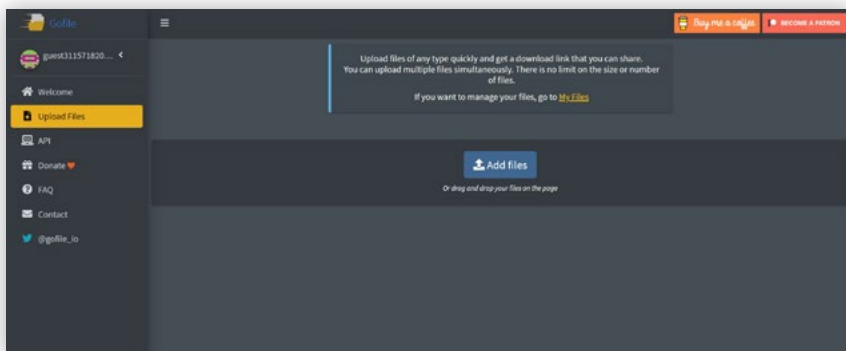 Gofile
Buy me a coffee
BECOME A PATRON
guest311571820...
Upload files of any type quickly and get a download link that you can share.
You can upload multiple files simultaneously. There is no limit on the size or number
of files.
If you want to manage your files, go to My Files
Welcome
Upload Files
API
Donate
FAQ
Contact
@gofile_io
Add files
Or drag and drop your files on the page